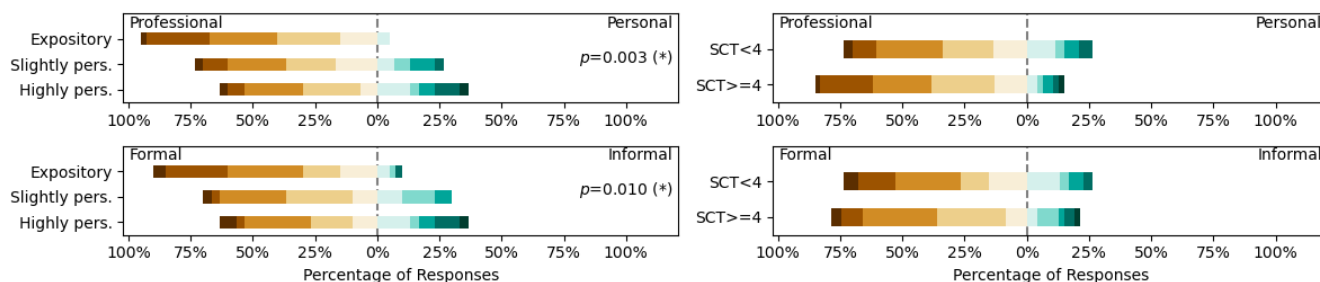 Professional Personal
Expository
Slightly pers.
Highly pers.
p=0.003 (*)
100% 75% 50% 25% 0% 25% 50% 75% 100%
Formal Informal
Expository
Slightly pers.
Highly pers.
p=0.010 (*)
100% 75% 50% 25% 0% 25% 50% 75% 100%
Percentage of Responses
Professional Personal
SCT<4
SCT>=4
100% 75% 50% 25% 0% 25% 50% 75% 100%
Formal Informal
SCT<4
SCT>=4
100% 75% 50% 25% 0% 25% 50% 75% 100%
Percentage of Responses